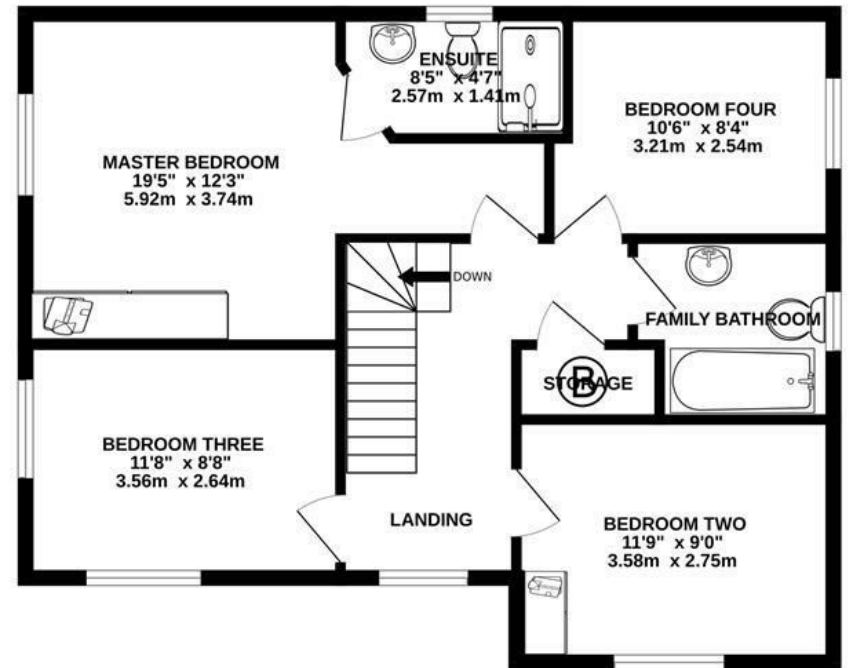 ENSUITE
8'5" x 4'7"
2.57m x 1.41m
BEDROOM FOUR
10'6" x 8'4"
3.21m x 2.54m
MASTER BEDROOM
19'5" x 12'3"
5.92m x 3.74m
DOWN
FAMILY BATHROOM
STORAGE
B
BEDROOM THREE
11'8" x 8'8"
3.56m x 2.64m
LANDING
BEDROOM TWO
11'9" x 9'0"
3.58m x 2.75m